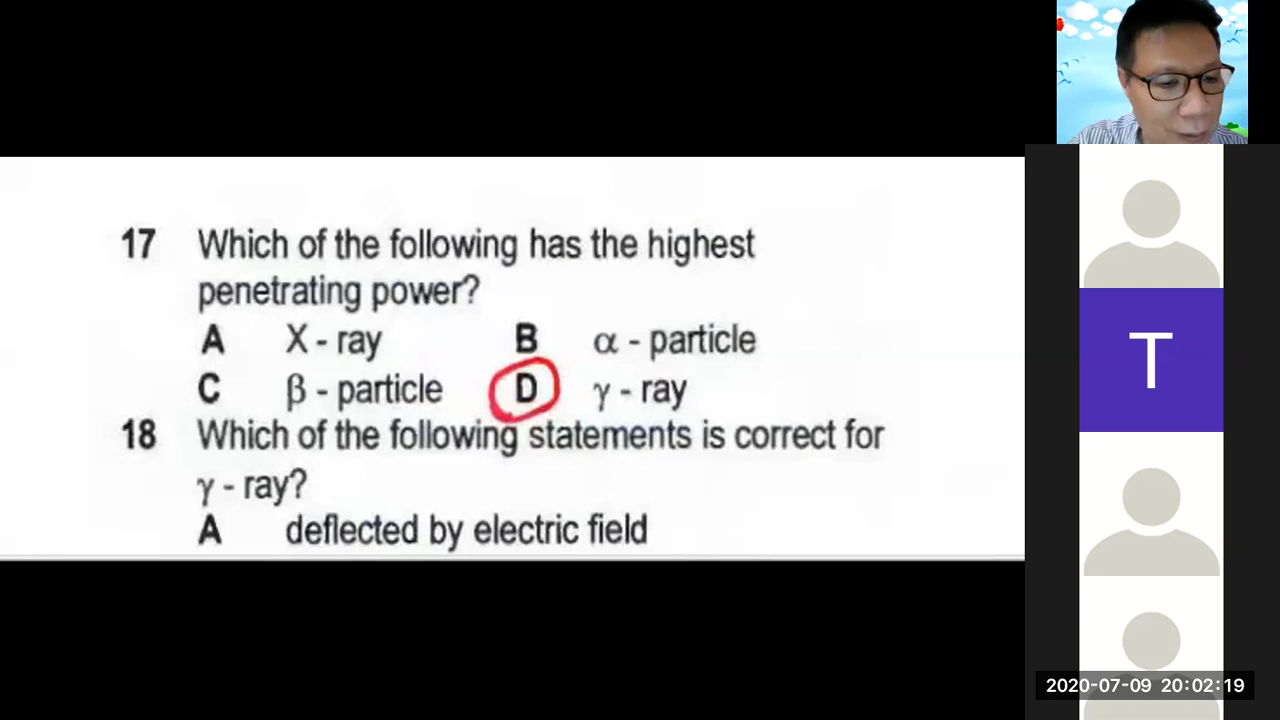 17 Which of the following has the highest
penetrating power?
A X - ray B α - particle
C β - particle D γ - ray
18 Which of the following statements is correct for
γ - ray?
A deflected by electric field
T
2020-07-09 20:02:19